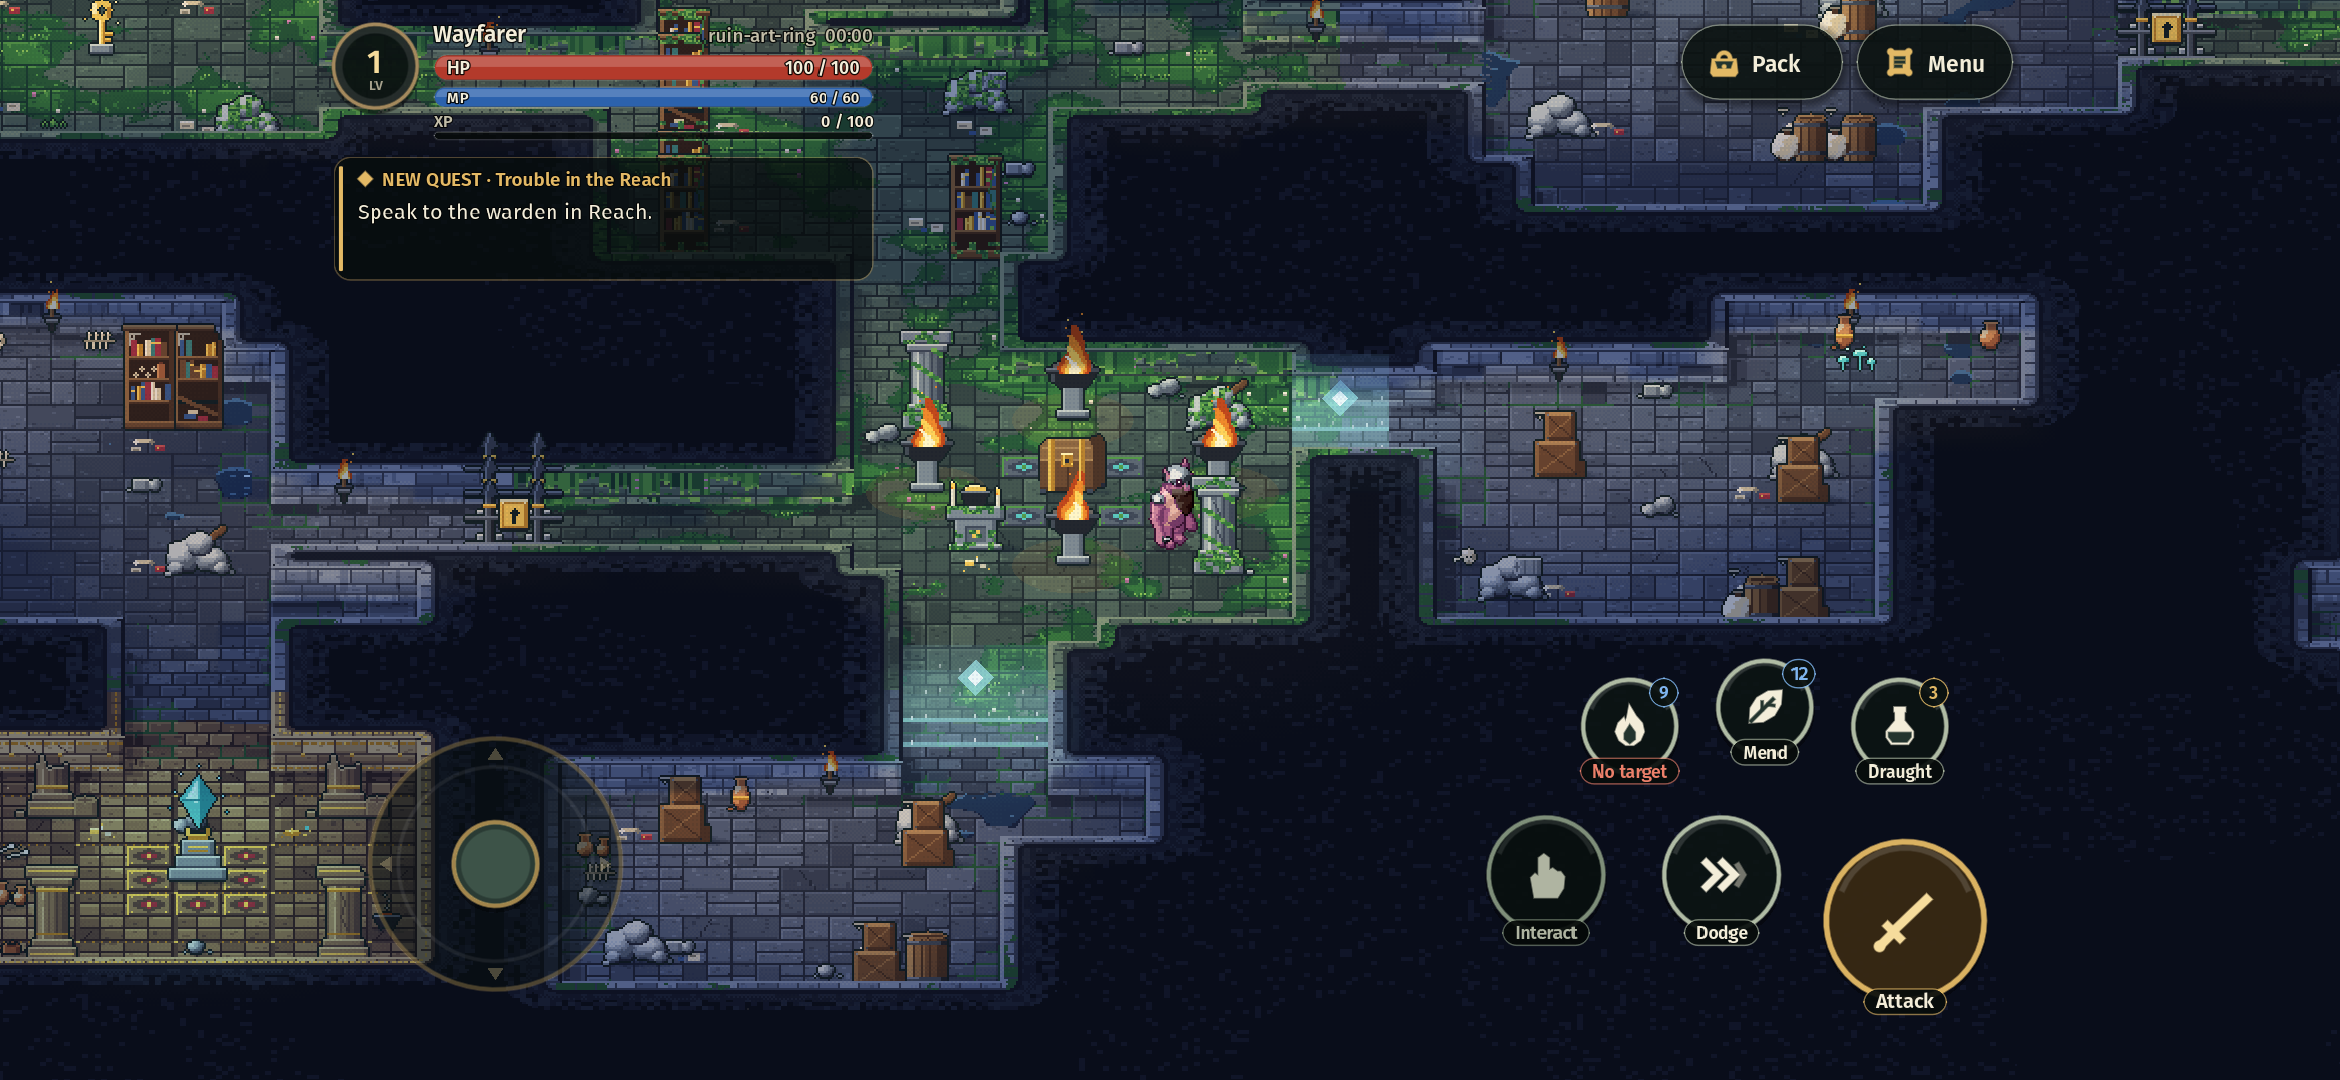 Wayfarer
ruin-art-ring 00:00
1
LV
HP 100 / 100
MP 60 / 60
XP 0 / 100
NEW QUEST · Trouble in the Reach
Speak to the warden in Reach.
Pack
Menu
9
No target
12
Mend
3
Draught
Interact
Dodge
Attack